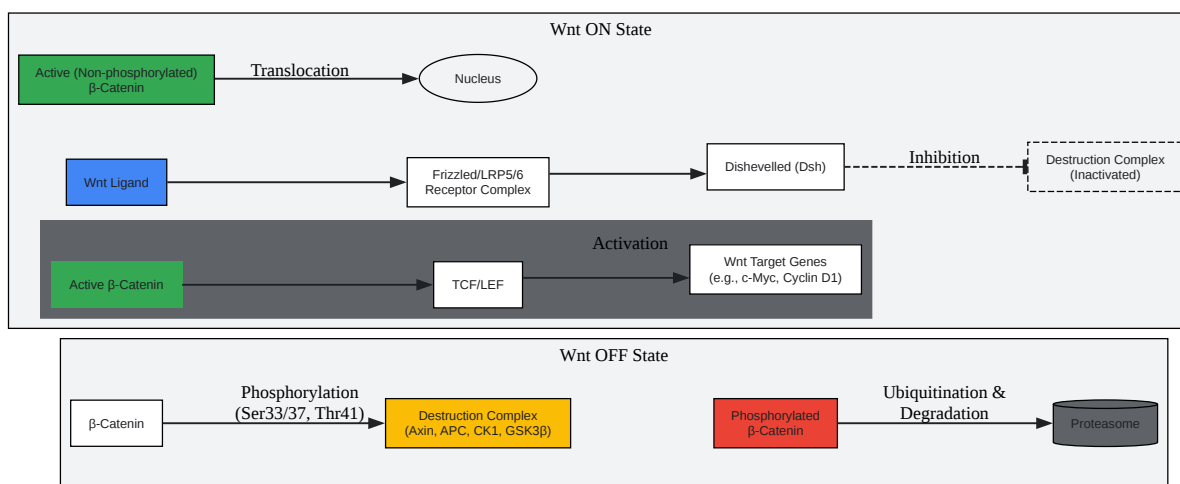 Wnt ON State
Active (Non-phosphorylated)
β-Catenin
Translocation
Nucleus
Wnt Ligand
Frizzled/LRP5/6
Receptor Complex
Dishevelled (Dsh)
Inhibition
Destruction Complex
(Inactivated)
Active β-Catenin
TCF/LEF
Activation
Wnt Target Genes
(e.g., c-Myc, Cyclin D1)
Wnt OFF State
β-Catenin
Phosphorylation
(Ser33/37, Thr41)
Destruction Complex
(Axin, APC, CK1, GSK3β)
Phosphorylated
β-Catenin
Ubiquitination &
Degradation
Proteasome